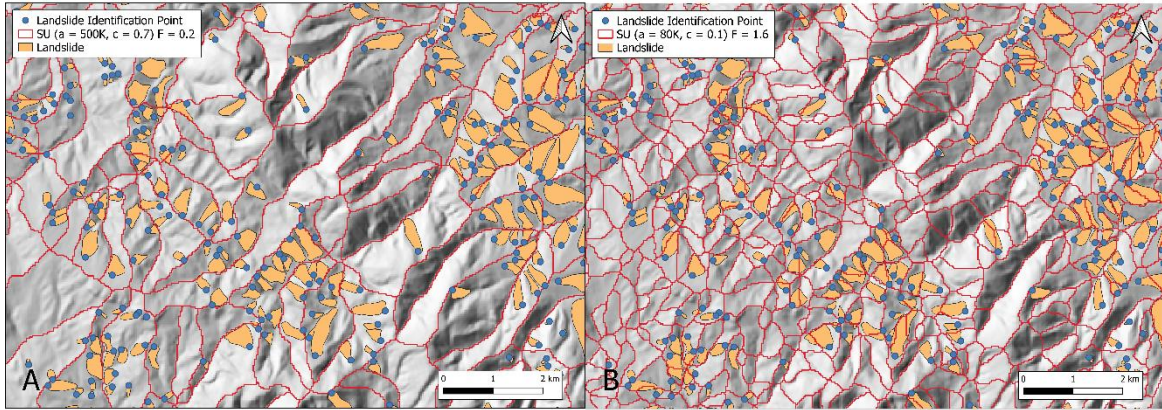 Landslide Identification Point
SU (a = 500K, c = 0.7) F = 0.2
Landslide
A
0 1 2 km
Landslide Identification Point
SU (a = 80K, c = 0.1) F = 1.6
Landslide
B
0 1 2 km